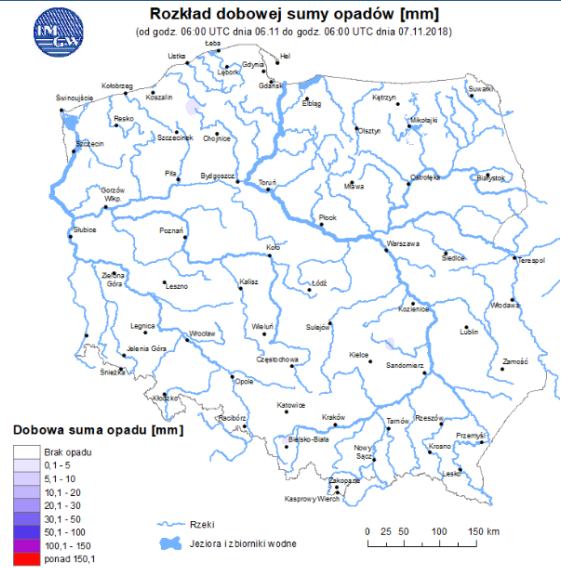 IMGW
Rozkład dobowej sumy opadów [mm]
(od godz. 06:00 UTC dnia 06.11 do godz. 06:00 UTC dnia 07.11.2018)
Łeba
Hel
Ustka
Gdynia
Lębork
Gdańsk
Suwałki
Kołobrzeg
Koszalin
Świnoujście
Elbląg
Kętrzyn
Resko
Mikołajki
Szczecinek
Chojnice
Olsztyn
Szczecin
Piła
Bydgoszcz
Toruń
Mława
Ostrołęka
Białystok
Gorzów
Wlkp.
Płock
Słubice
Poznań
Koło
Warszawa
Siedlce
Terespol
Zielona
Góra
Leszno
Kalisz
Łódź
Kozienice
Włodawa
Legnica
Wrocław
Wieluń
Sulejów
Lublin
Jelenia Góra
Kielce
Zamość
Śnieżka
Częstochowa
Sandomierz
Opole
Kłodzko
Katowice
Racibórz
Kraków
Tarnów
Rzeszów
Bielsko-Biała
Nowy
Sącz
Krosno
Przemyśl
Lesko
Zakopane
Kasprowy Wierch
Dobowa suma opadu [mm]
Brak opadu
0,1 - 5
5,1 - 10
10,1 - 20
20,1 - 30
30,1 - 50
50,1 - 100
100,1 - 150
ponad 150,1
Rzeki
Jeziora i zbiorniki wodne
0 25 50 100 150 km